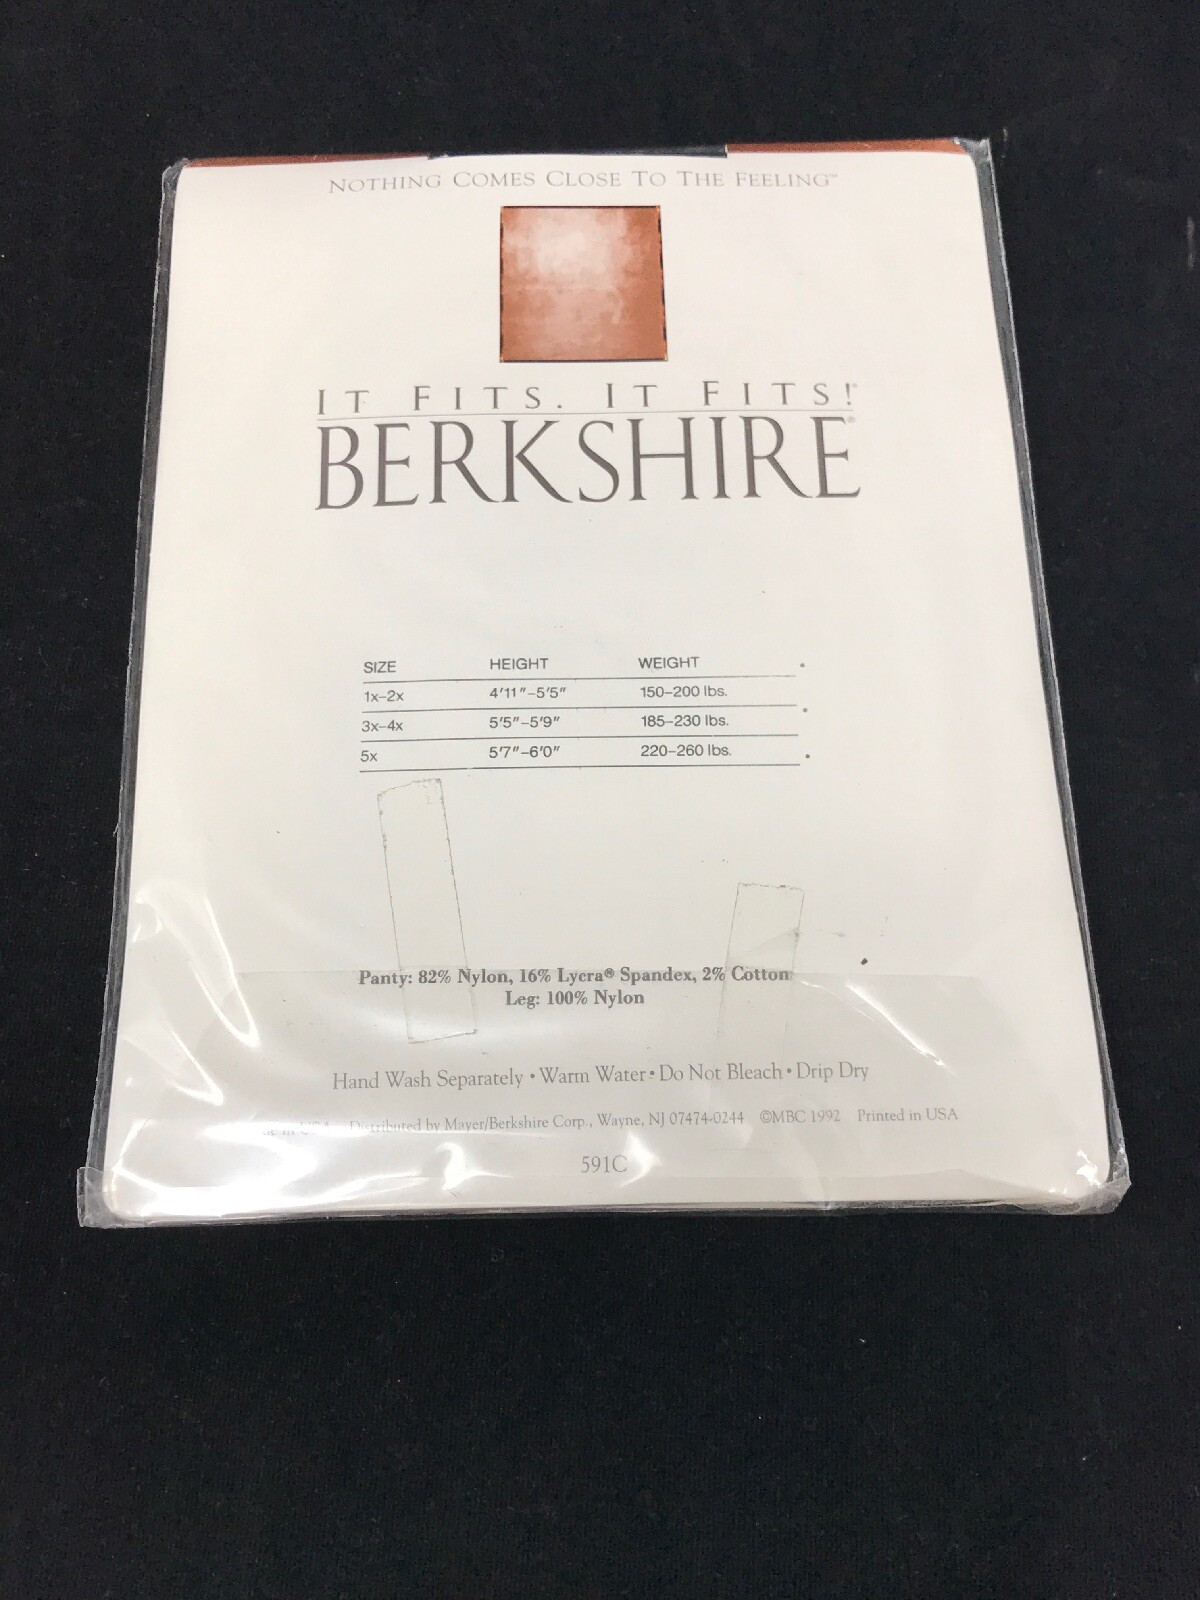 NOTHING COMES CLOSE TO THE FEELING™
IT FITS. IT FITS!®
BERKSHIRE®
SIZE HEIGHT WEIGHT
1x–2x 4'11"–5'5" 150–200 lbs.
3x–4x 5'5"–5'9" 185–230 lbs.
5x 5'7"–6'0" 220–260 lbs.
Panty: 82% Nylon, 16% Lycra® Spandex, 2% Cotton
Leg: 100% Nylon
Hand Wash Separately • Warm Water • Do Not Bleach • Drip Dry
in Distributed by Mayer/Berkshire Corp., Wayne, NJ 07474-0244 ©MBC 1992 Printed in USA
591C